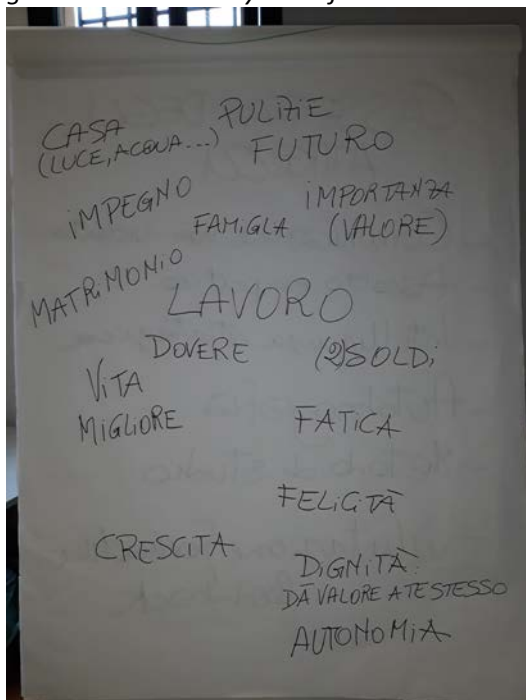 PULIZIE
CASA
(LUCE, ACQUA...)
FUTURO
IMPEGNO
IMPORTANZA
(VALORE)
FAMIGLA
MATRMONIO
LAVORO
DOVERE
(2) SOLDI
VITA
MIGLIORE
FATICA
FELICITÀ
CRESCITA
DIGNITÀ:
DÀ VALORE A TE STESSO
AUTONOMIA